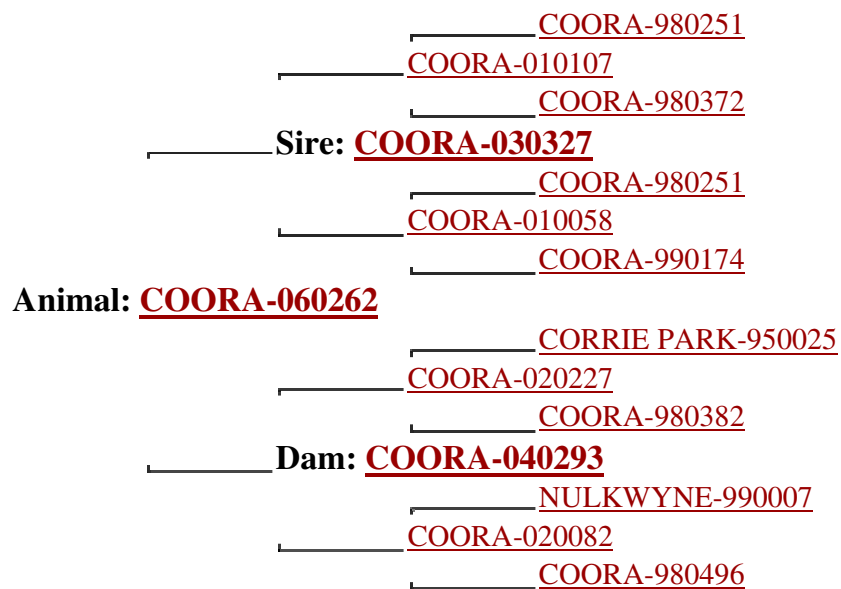 COORA-980251
COORA-010107
COORA-980372
Sire: COORA-030327
COORA-980251
COORA-010058
COORA-990174
Animal: COORA-060262
CORRIE PARK-950025
COORA-020227
COORA-980382
Dam: COORA-040293
NULKWYNE-990007
COORA-020082
COORA-980496